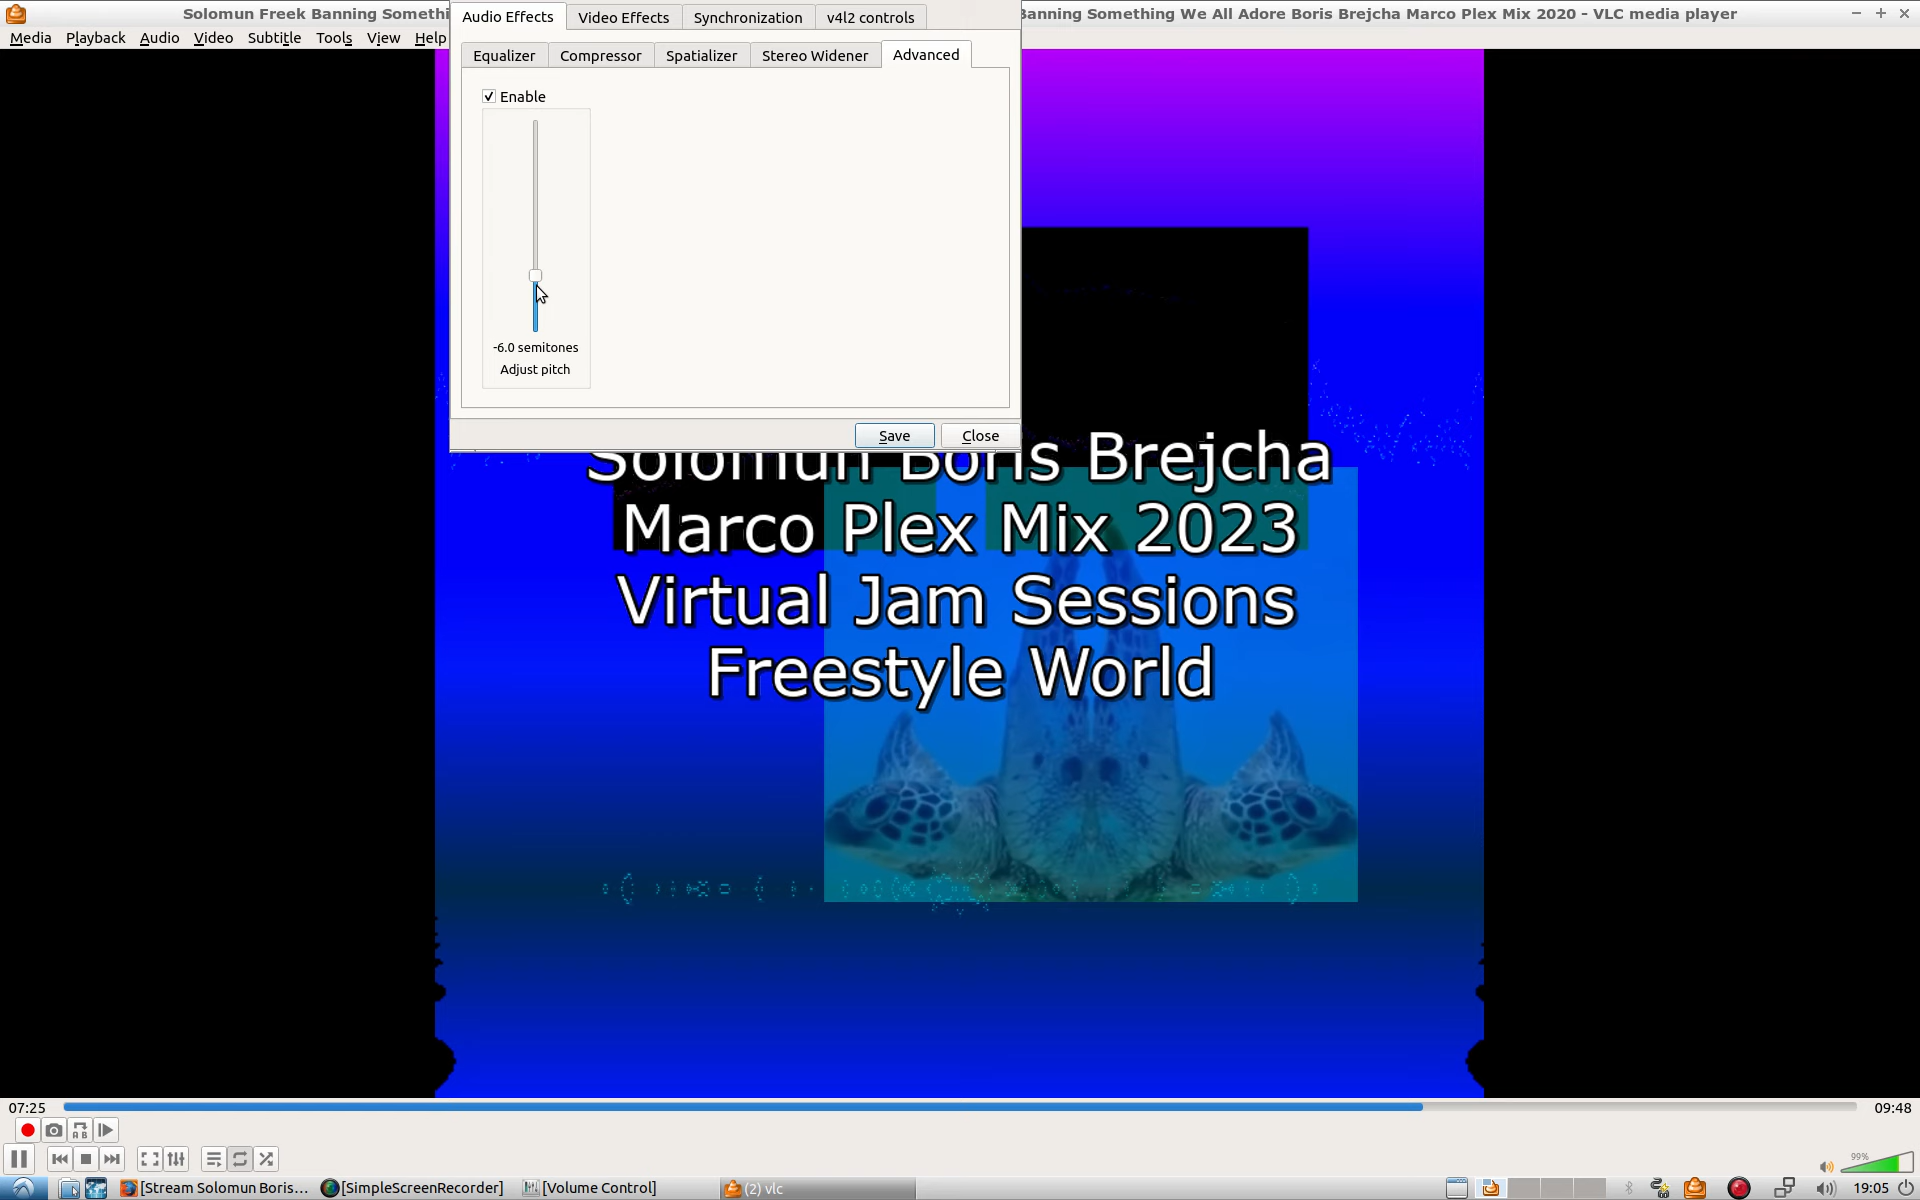 Solomun Freek Banning Somethi
Banning Something We All Adore Boris Brejcha Marco Plex Mix 2020 - VLC media player
Media Playback Audio Video Subtitle Tools View Help
Audio Effects Video Effects Synchronization v4l2 controls
Equalizer Compressor Spatializer Stereo Widener Advanced
Enable
-6.0 semitones
Adjust pitch
Save Close
Solomun Boris Brejcha
Marco Plex Mix 2023
Virtual Jam Sessions
Freestyle World
07:25 09:48
A B
99%
[Stream Solomun Boris... [SimpleScreenRecorder] [Volume Control] (2) vlc 19:05